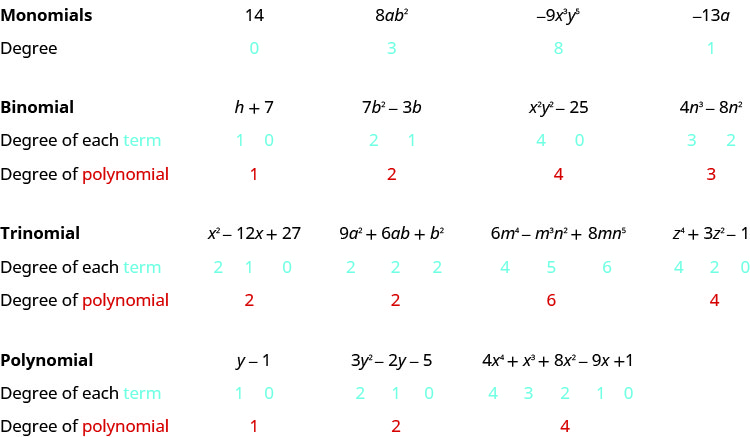 Monomials 14 8ab² −9x³y⁵ −13a
Degree 0 3 8 1
Binomial h + 7 7b² − 3b x²y² − 25 4n³ − 8n²
Degree of each term 1 0 2 1 4 0 3 2
Degree of polynomial 1 2 4 3
Trinomial x² − 12x + 27 9a² + 6ab + b² 6m⁴ − m³n² + 8mn⁵ z⁴ + 3z² − 1
Degree of each term 2 1 0 2 2 2 4 5 6 4 2 0
Degree of polynomial 2 2 6 4
Polynomial y − 1 3y² − 2y − 5 4x⁴ + x³ + 8x² − 9x +1
Degree of each term 1 0 2 1 0 4 3 2 1 0
Degree of polynomial 1 2 4